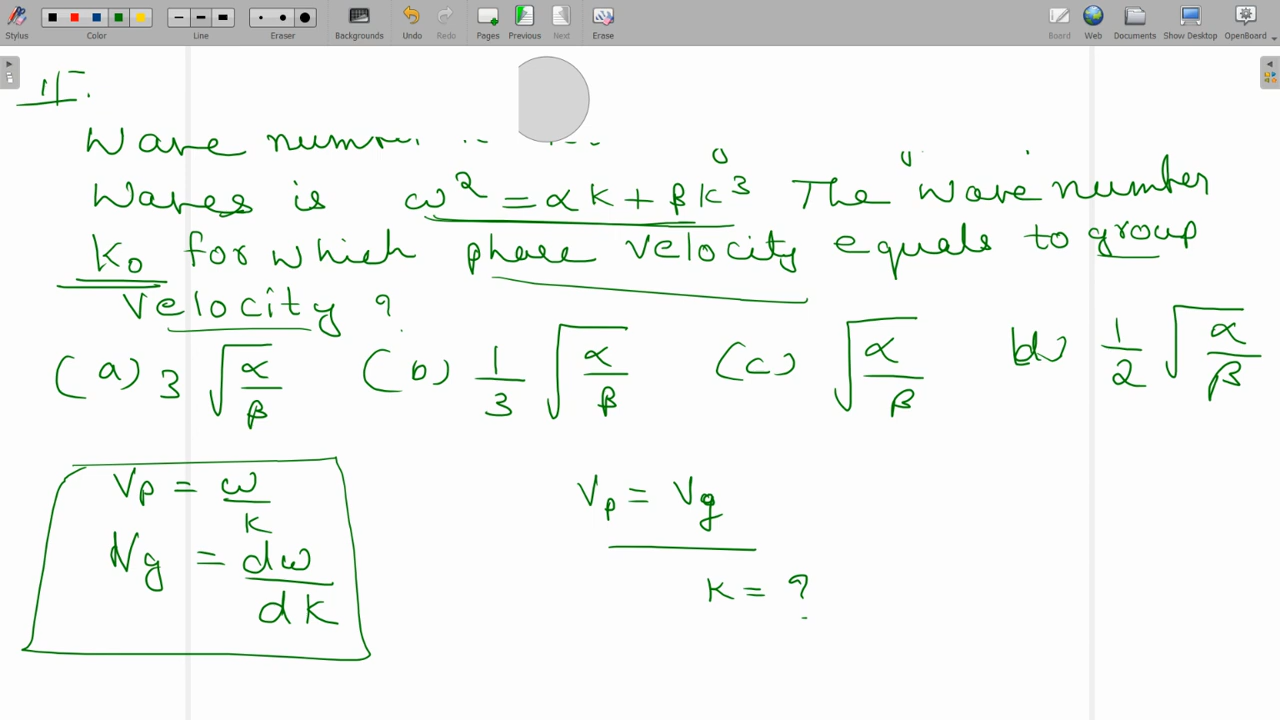 Stylus Color Line Eraser Backgrounds Undo Redo Pages Previous Next Erase Board Web Documents Show Desktop OpenBoard
Wave number
Waves is ω² = αK + βK³ The wave number
K₀ for which phase velocity equals to group
velocity ?
(a) 3 √(α/β) (b) 1/3 √(α/β) (c) √(α/β) (d) 1/2 √(α/β)
Vp = ω/K
Vg = dω/dK
Vp = Vg
K = ?